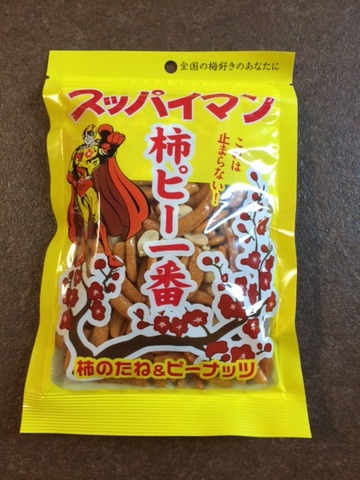 全国の梅好きのあなたに
スッパイマン
柿ピー一番
これは
止まらない!
柿のたね&ピーナッツ